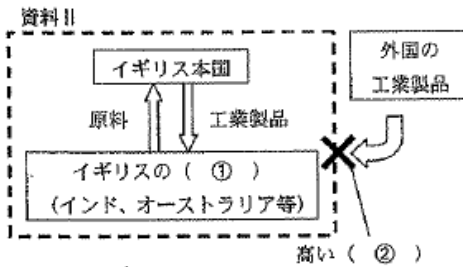 資料Ⅱ
イギリス本国
外国の
工業製品
原料
工業製品
イギリスの( ① )
(インド、オーストラリア等)
高い( ② )